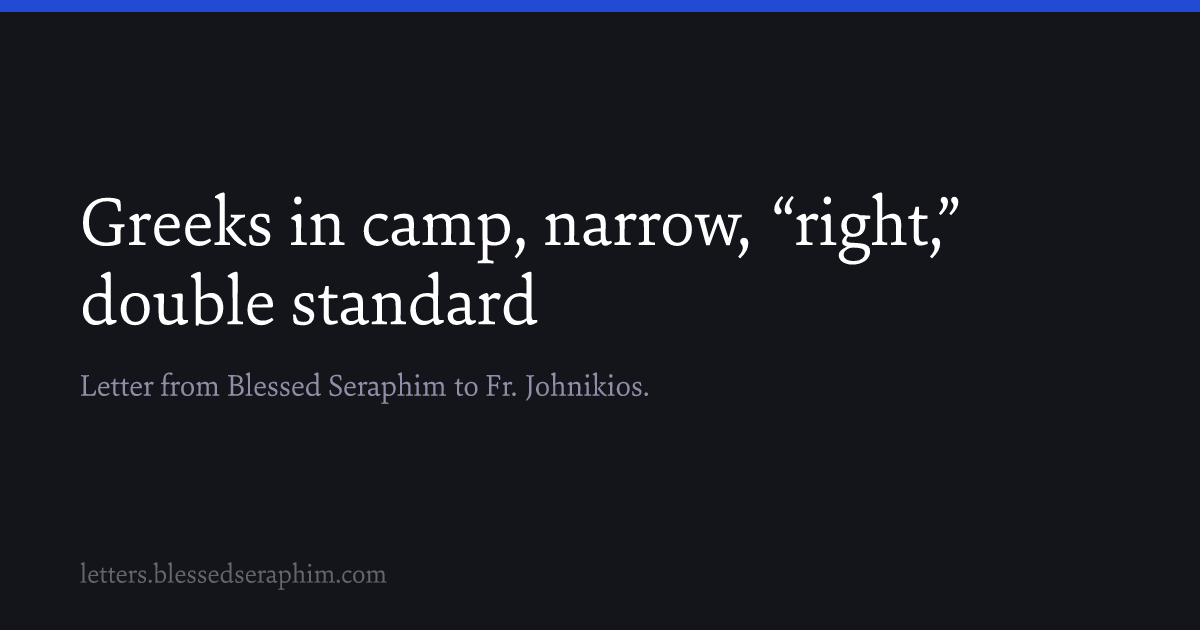 Greeks in camp, narrow, “right,”
double standard
Letter from Blessed Seraphim to Fr. Johnikios.
letters.blessedseraphim.com